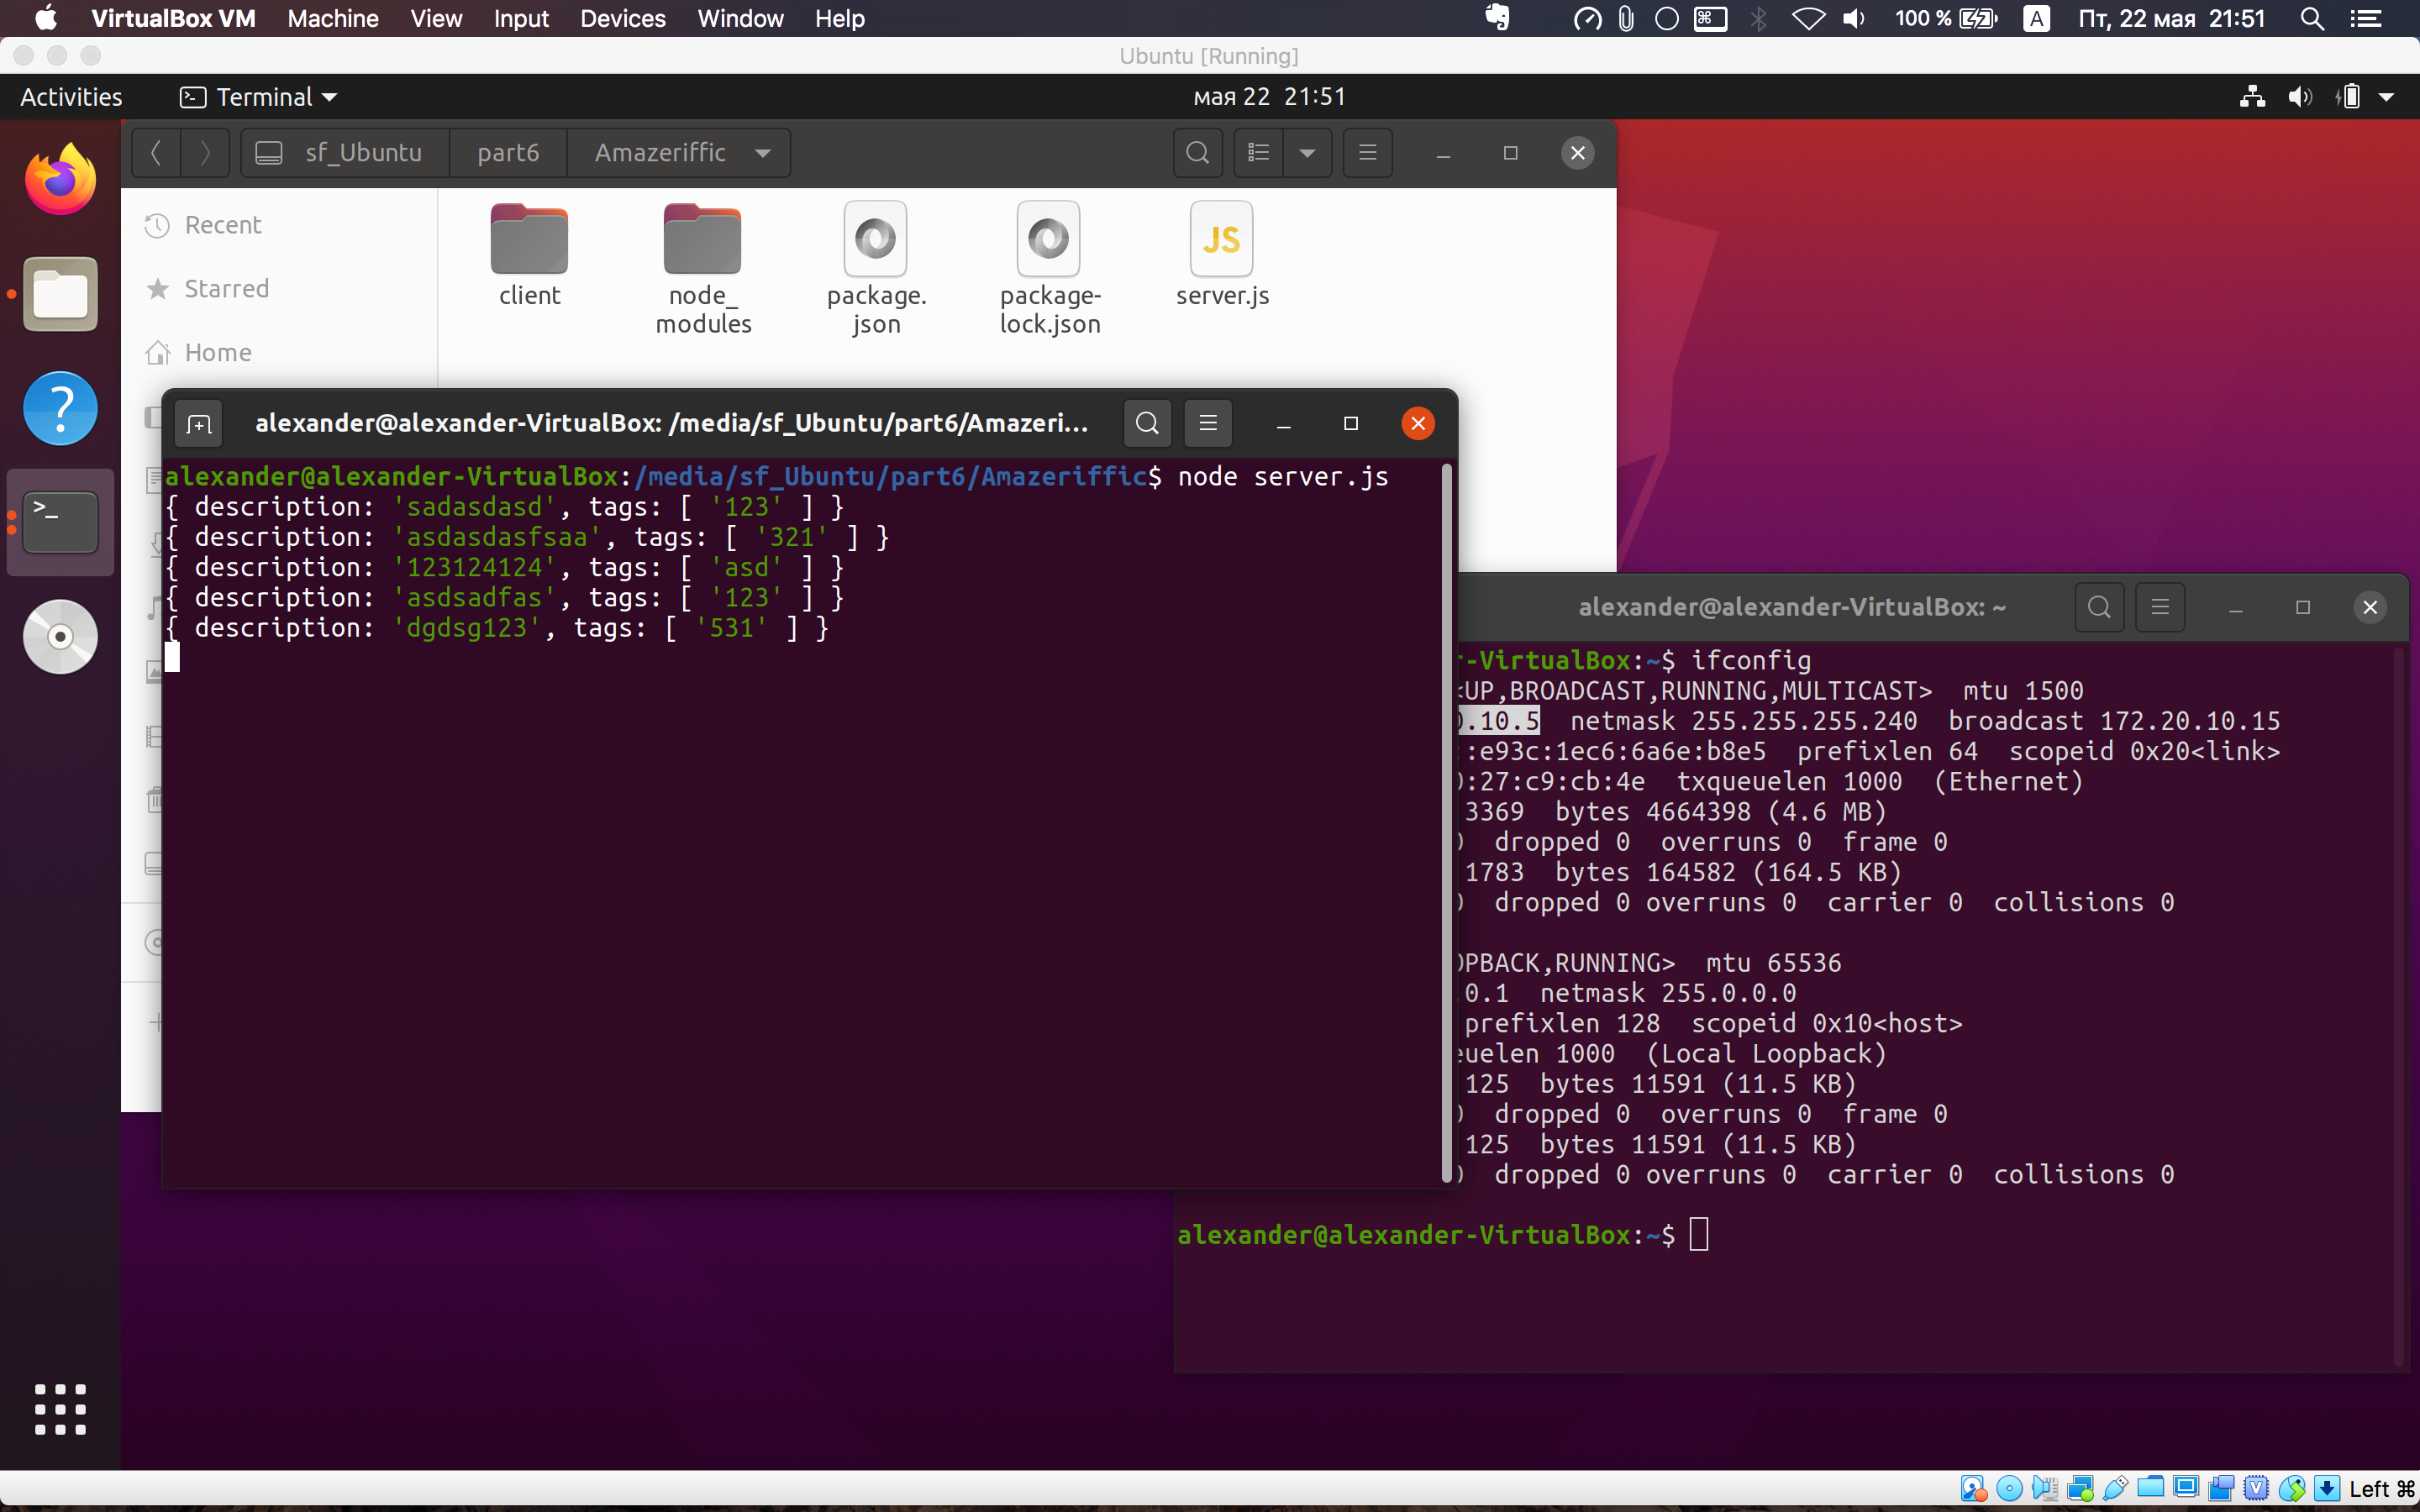 VirtualBox VM Machine View Input Devices Window Help 100 % A Пт, 22 мая 21:51
Ubuntu [Running]
Activities Terminal мая 22 21:51
sf_Ubuntu part6 Amazeriffic
Recent
Starred
Home
client
node_
modules
package.
json
package-
lock.json
JS
server.js
alexander@alexander-VirtualBox: /media/sf_Ubuntu/part6/Amazeri...
alexander@alexander-VirtualBox:/media/sf_Ubuntu/part6/Amazeriffic$ node server.js
{ description: 'sadasdasd', tags: [ '123' ] }
{ description: 'asdasdasfsaa', tags: [ '321' ] }
{ description: '123124124', tags: [ 'asd' ] }
{ description: 'asdsadfas', tags: [ '123' ] }
{ description: 'dgdsg123', tags: [ '531' ] }
alexander@alexander-VirtualBox: ~
r-VirtualBox:~$ ifconfig
<UP,BROADCAST,RUNNING,MULTICAST> mtu 1500
.10.5 netmask 255.255.255.240 broadcast 172.20.10.15
:e93c:1ec6:6a6e:b8e5 prefixlen 64 scopeid 0x20<link>
:27:c9:cb:4e txqueuelen 1000 (Ethernet)
3369 bytes 4664398 (4.6 MB)
dropped 0 overruns 0 frame 0
1783 bytes 164582 (164.5 KB)
dropped 0 overruns 0 carrier 0 collisions 0
OPBACK,RUNNING> mtu 65536
.0.1 netmask 255.0.0.0
prefixlen 128 scopeid 0x10<host>
euelen 1000 (Local Loopback)
125 bytes 11591 (11.5 KB)
dropped 0 overruns 0 frame 0
125 bytes 11591 (11.5 KB)
dropped 0 overruns 0 carrier 0 collisions 0
alexander@alexander-VirtualBox:~$
Left ⌘